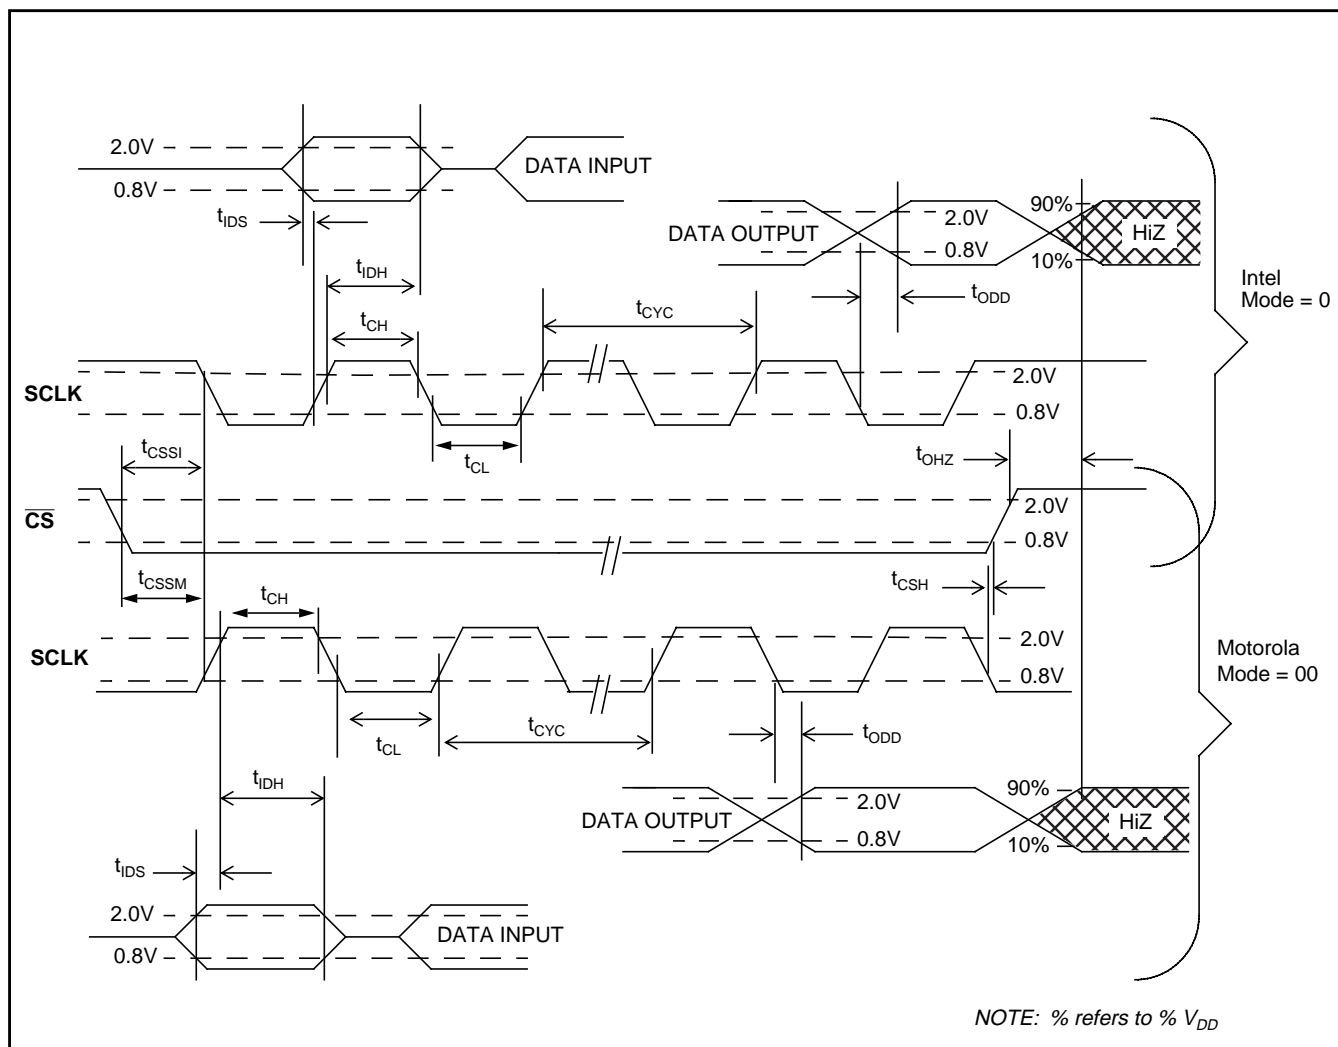 2.0V
DATA INPUT
0.8V
tIDS
90%
2.0V
DATA OUTPUT
HiZ
0.8V
10%
tIDH
tODD
Intel
Mode = 0
tCYC
tCH
2.0V
SCLK
0.8V
tCSSI
tCL
tOHZ
2.0V
CS
0.8V
tCSSM
tCH
tCSH
2.0V
SCLK
0.8V
Motorola
Mode = 00
tCL
tCYC
tODD
tIDH
90%
2.0V
DATA OUTPUT
HiZ
0.8V
10%
tIDS
2.0V
DATA INPUT
0.8V
NOTE: % refers to % VDD